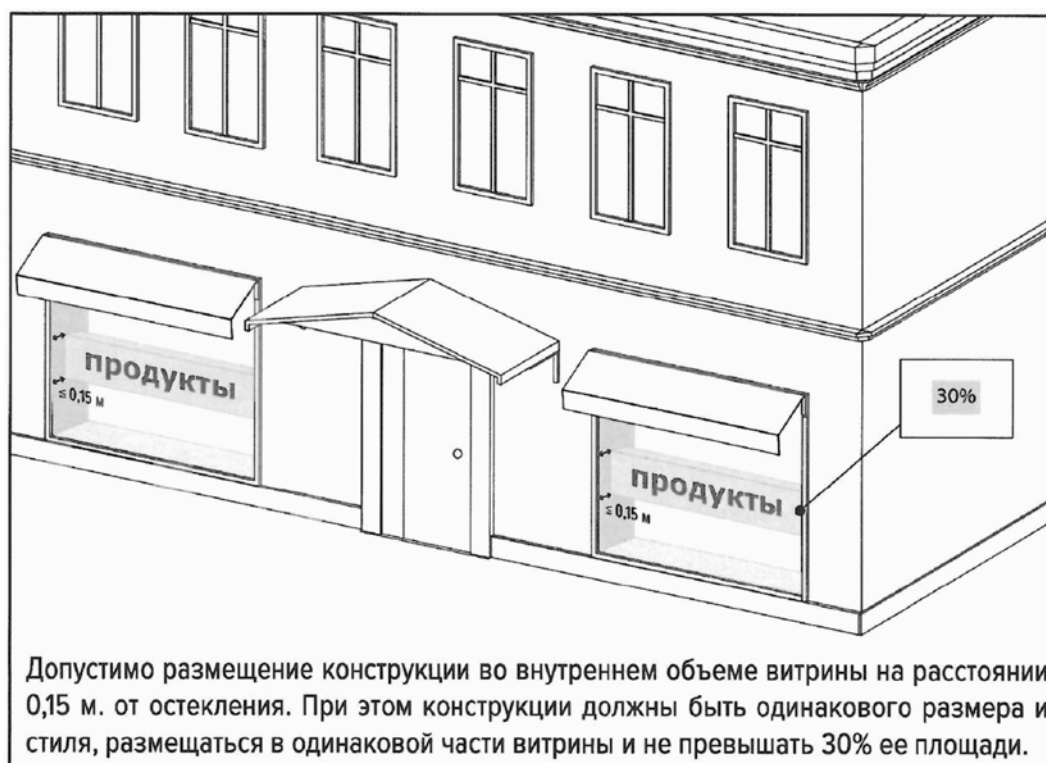 продукты
≤ 0,15 м
30%
продукты
≤ 0,15 м
Допустимо размещение конструкции во внутреннем объеме витрины на расстоянии
0,15 м. от остекления. При этом конструкции должны быть одинакового размера и
стиля, размещаться в одинаковой части витрины и не превышать 30% ее площади.